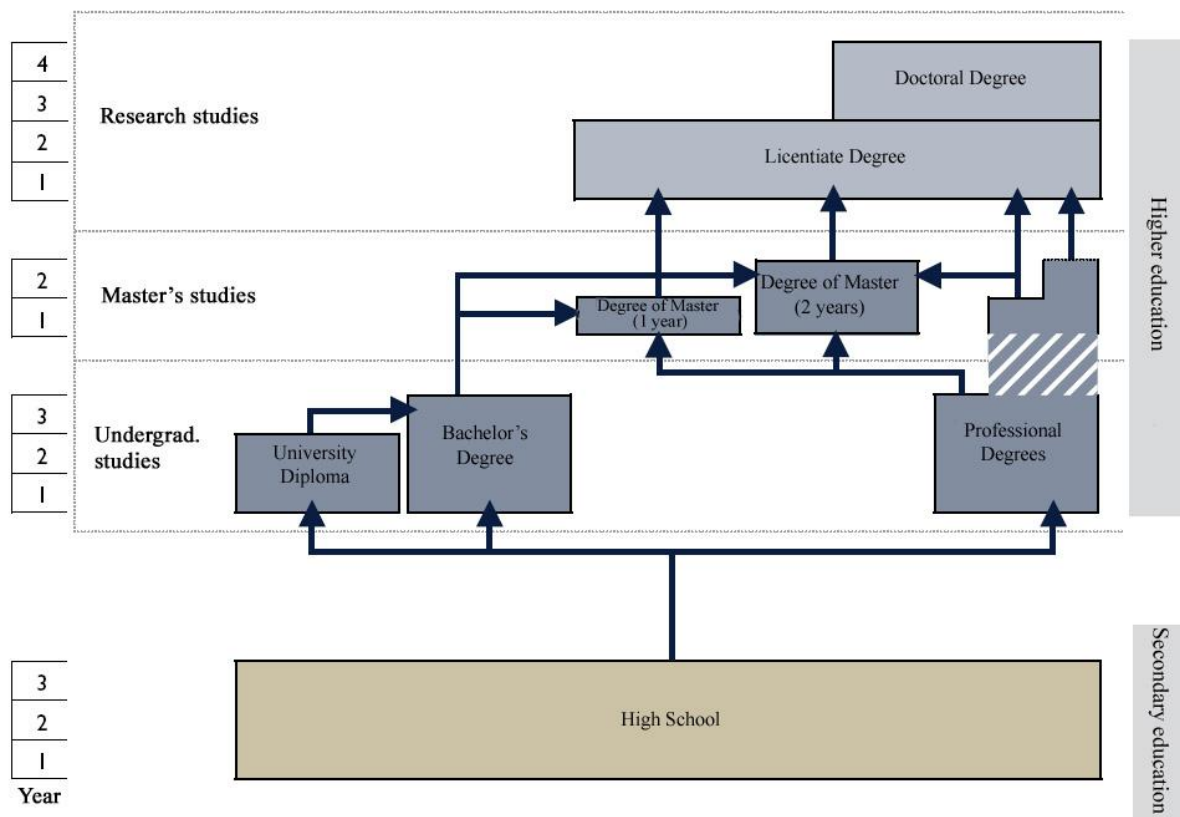 4
3
2
1
Research studies
Doctoral Degree
Licentiate Degree
2
1
Master's studies
Degree of Master
(1 year)
Degree of Master
(2 years)
3
2
1
Undergrad.
studies
University
Diploma
Bachelor's
Degree
Professional
Degrees
Higher education
3
2
1
Year
High School
Secondary education